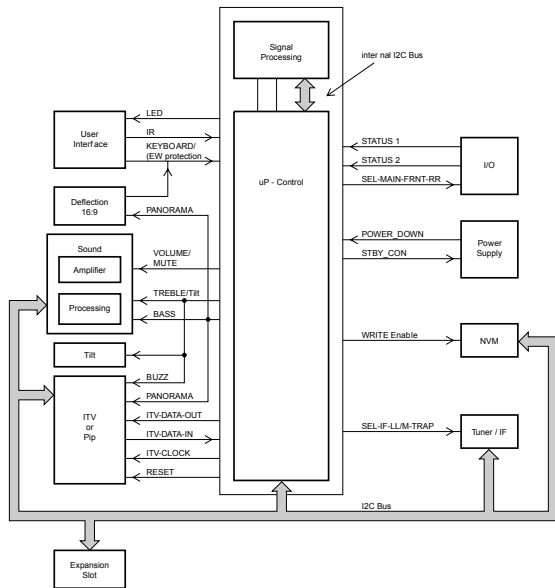 Signal
Processing
inter nal I2C Bus
LED
User
Interface
IR
KEYBOARD/
(EW protection
STATUS 1
STATUS 2
I/O
SEL-MAIN-FRNT-RR
uP - Control
Deflection
16:9
PANORAMA
POWER_DOWN
Power
Supply
STBY_CON
Sound
Amplifier
VOLUME/
MUTE
Processing
TREBLE/Tilt
BASS
WRITE Enable
NVM
Tilt
BUZZ
ITV
or
Pip
PANORAMA
ITV-DATA-OUT
ITV-DATA-IN
ITV-CLOCK
RESET
SEL-IF-LL/M-TRAP
Tuner / IF
I2C Bus
Expansion
Slot